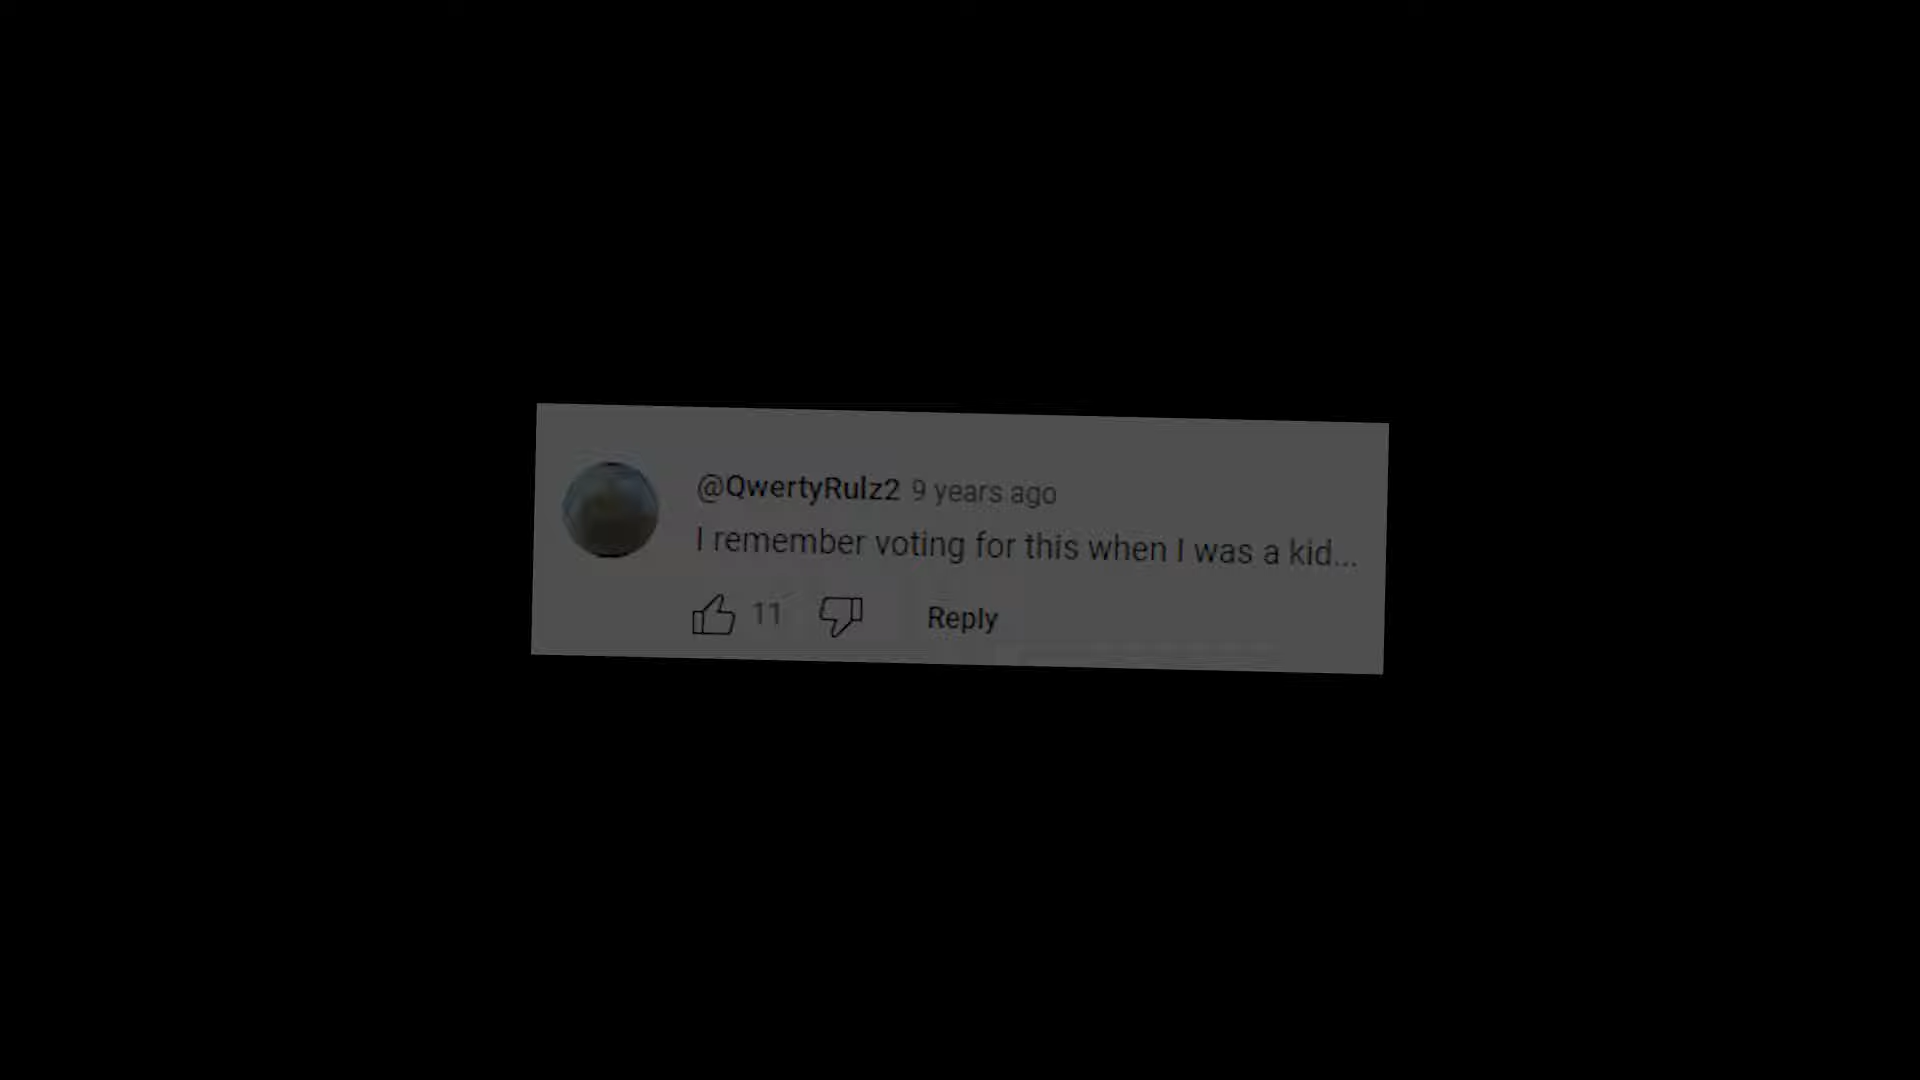 @QwertyRulz2 9 years ago
I remember voting for this when I was a kid...
11 Reply